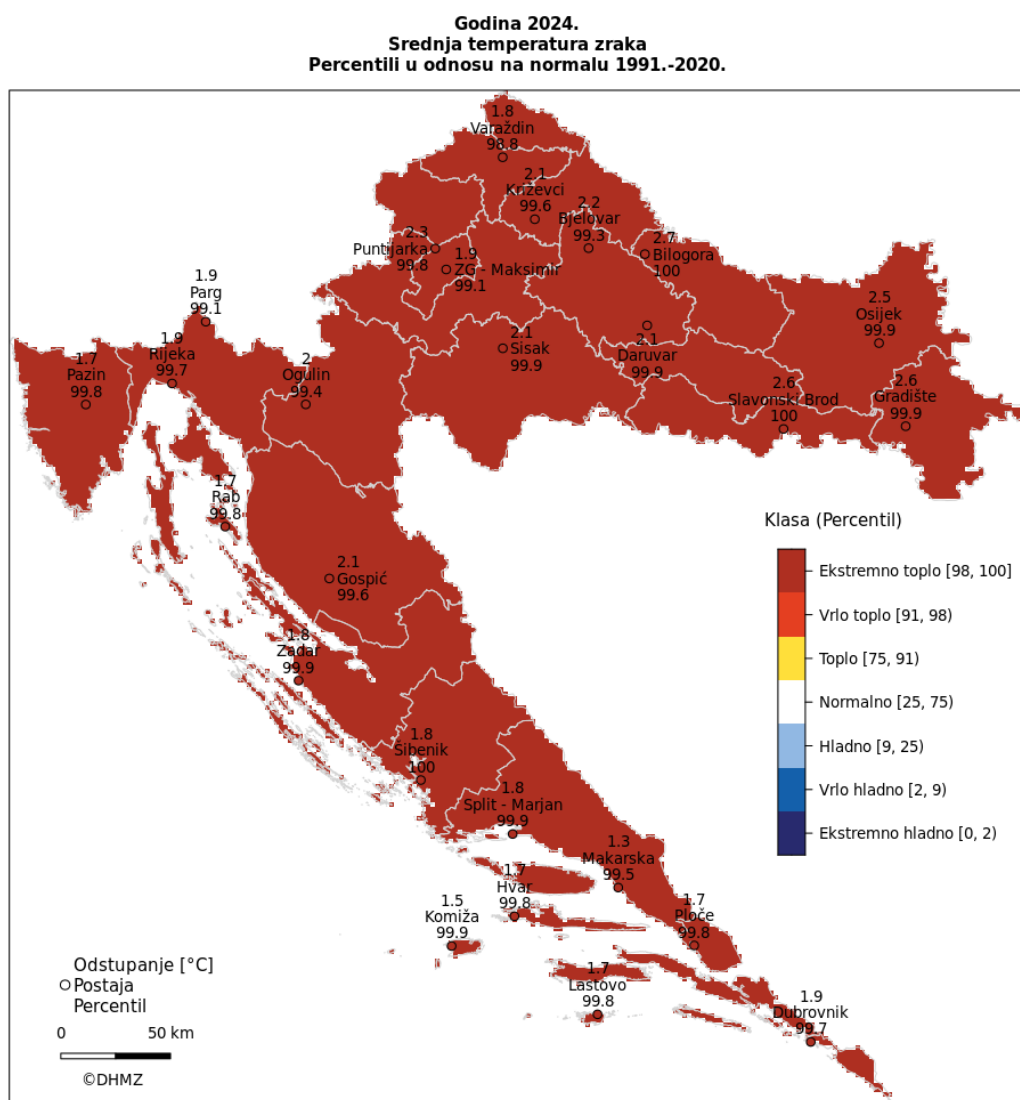 Godina 2024.
Srednja temperatura zraka
Percentili u odnosu na normalu 1991.-2020.
1.8
Varaždin
98.8
2.1
Križevci
99.6
2.2
Bjelovar
99.3
2.3
Puntijarka
99.8
1.9
ZG - Maksimir
99.1
2.7
Bilogora
100
1.9
Parg
99.1
2.5
Osijek
99.9
1.7
Pazin
99.8
1.9
Rijeka
99.7
2
Ogulin
99.4
2.1
Sisak
99.9
2.1
Daruvar
99.9
2.6
Slavonski Brod
100
2.6
Gradište
99.9
1.7
Rab
99.8
2.1
Gospić
99.6
1.8
Zadar
99.9
1.8
Šibenik
100
1.8
Split - Marjan
99.9
1.3
Makarska
99.5
1.7
Hvar
99.8
1.5
Komiža
99.9
1.7
Ploče
99.8
1.7
Lastovo
99.8
1.9
Dubrovnik
99.7
Klasa (Percentil)
Ekstremno toplo [98, 100]
Vrlo toplo [91, 98)
Toplo [75, 91)
Normalno [25, 75)
Hladno [9, 25)
Vrlo hladno [2, 9)
Ekstremno hladno [0, 2)
Odstupanje [°C]
Postaja
Percentil
0 50 km
©DHMZ